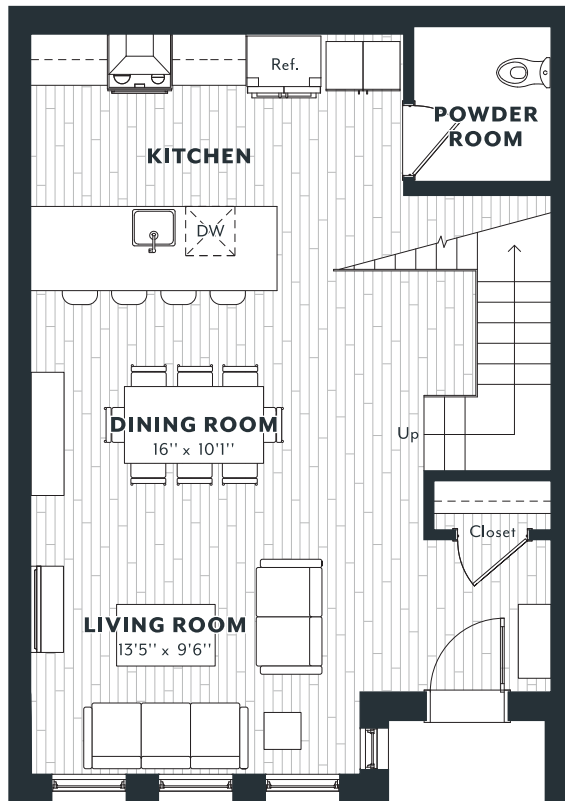 Ref.
POWDER
ROOM
KITCHEN
DW
DINING ROOM
16'' x 10'1''
Up
Closet
LIVING ROOM
13'5'' x 9'6''